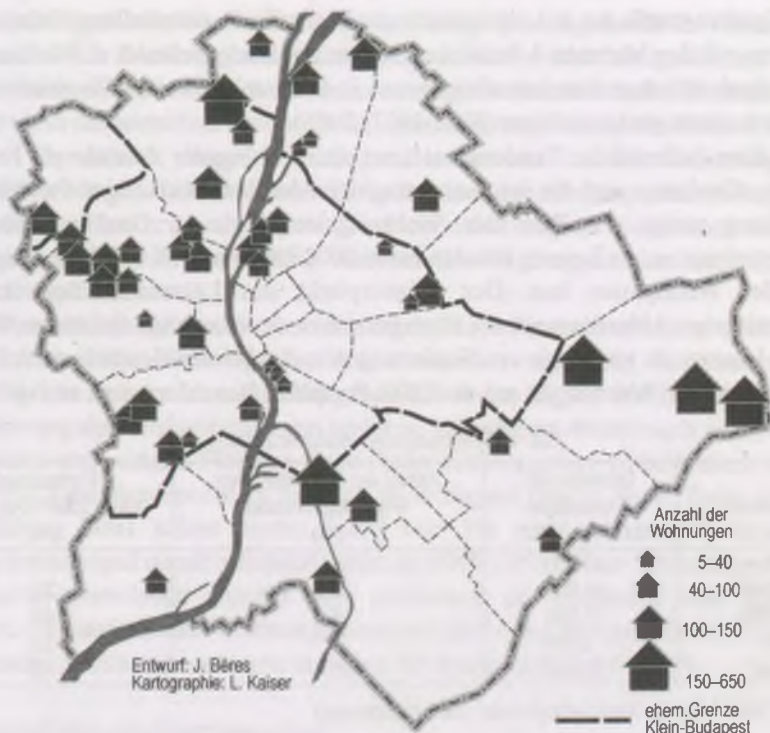 Anzahl der
Wohnungen
5–40
40–100
100–150
150–650
ehem.Grenze
Klein-Budapest
Entwurf: J. Béres
Kartographie: L. Kaiser